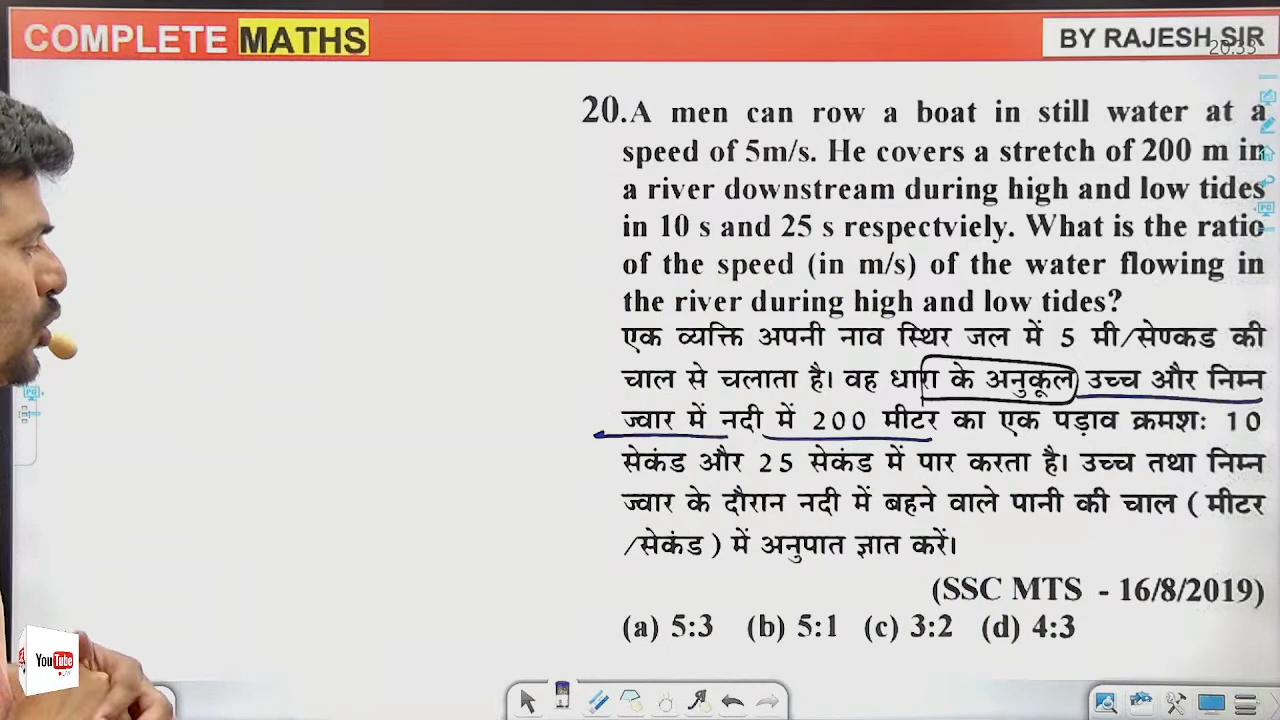 COMPLETE MATHS
BY RAJESH SIR
20:33
20.A men can row a boat in still water at a
speed of 5m/s. He covers a stretch of 200 m in
a river downstream during high and low tides
in 10 s and 25 s respectviely. What is the ratio
of the speed (in m/s) of the water flowing in
the river during high and low tides?
एक व्यक्ति अपनी नाव स्थिर जल में 5 मी/सेण्कड की
चाल से चलाता है। वह धारा के अनुकूल उच्च और निम्न
ज्वार में नदी में 200 मीटर का एक पड़ाव क्रमशः 10
सेकंड और 25 सेकंड में पार करता है। उच्च तथा निम्न
ज्वार के दौरान नदी में बहने वाले पानी की चाल ( मीटर
/सेकंड ) में अनुपात ज्ञात करें।
(SSC MTS - 16/8/2019)
(a) 5:3 (b) 5:1 (c) 3:2 (d) 4:3
YouTube